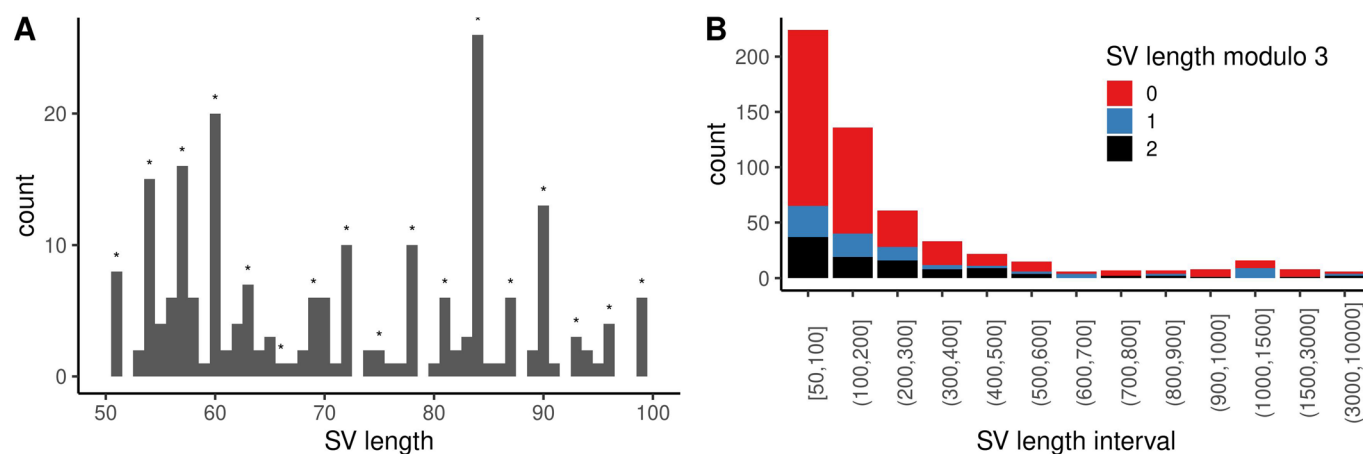 A
count
20
10
0
* * * * * * * * * * * * * * * * *
50 60 70 80 90 100
SV length
B
count
200
150
100
50
0
SV length modulo 3
0
1
2
[50,100]
(100,200]
(200,300]
(300,400]
(400,500]
(500,600]
(600,700]
(700,800]
(800,900]
(900,1000]
(1000,1500]
(1500,3000]
(3000,10000]
SV length interval